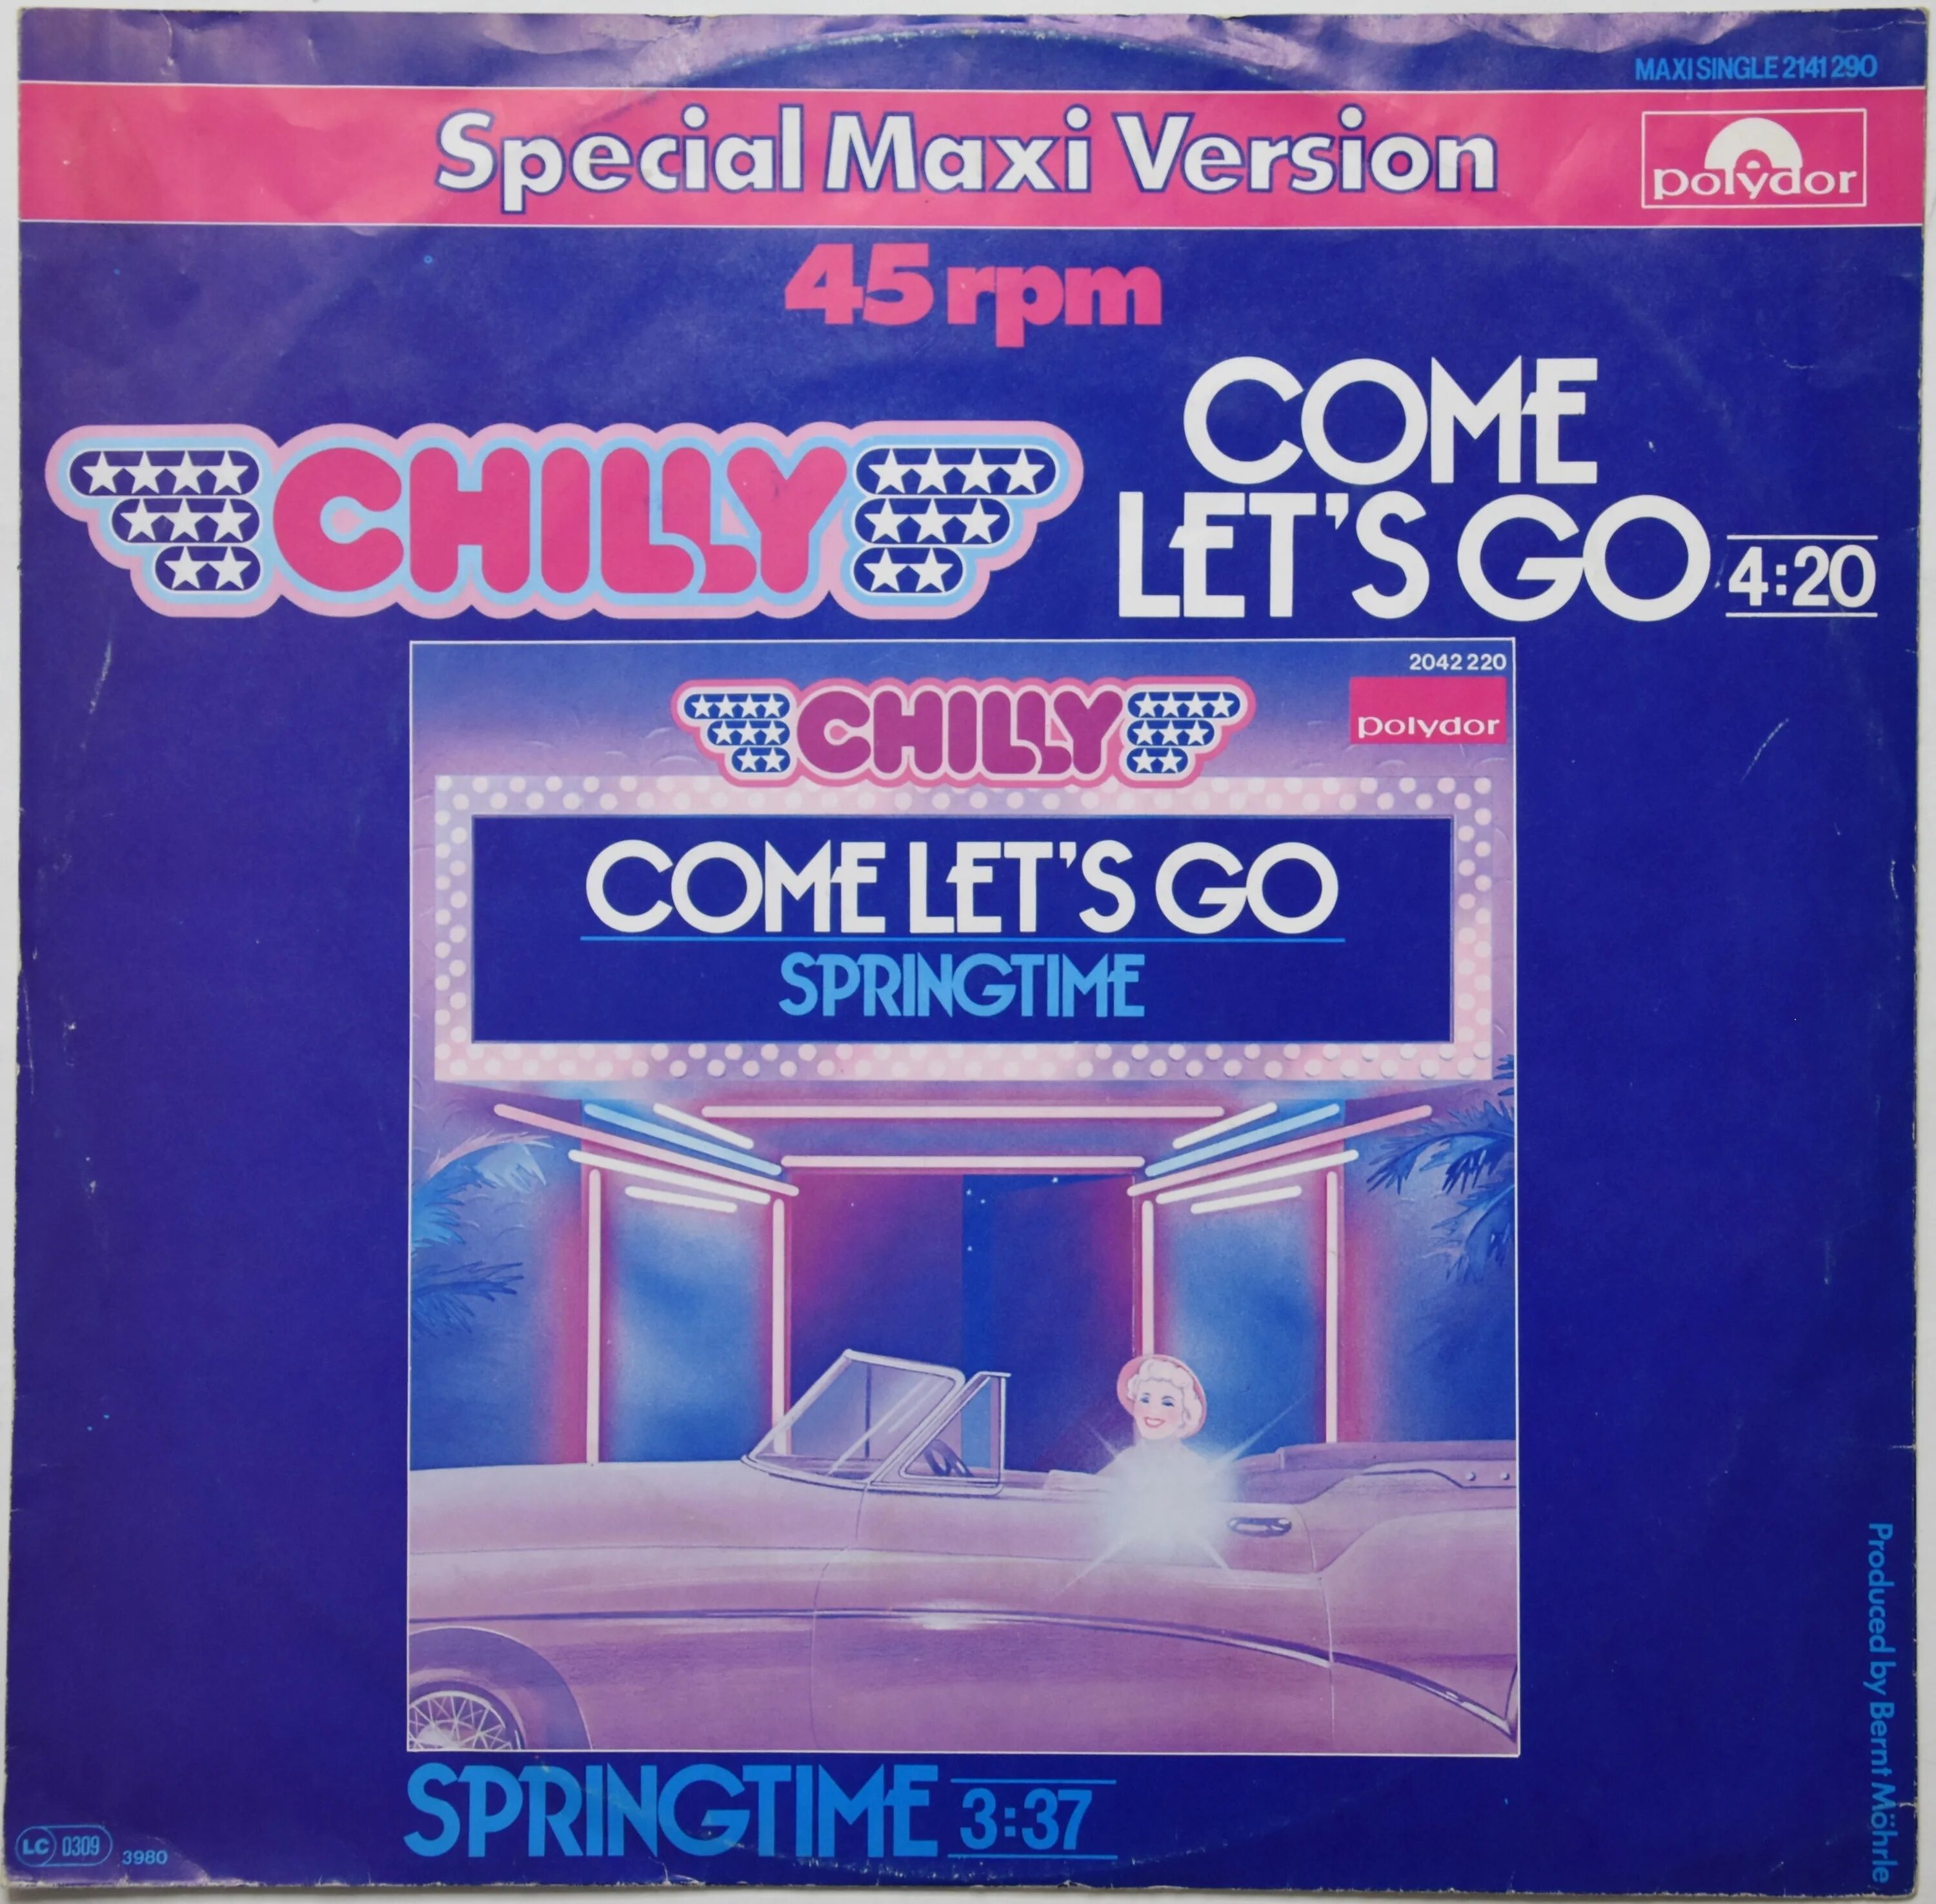 MAXI SINGLE 2141 290
Special Maxi Version
polydor
45 rpm
CHILLY
COME
LET'S GO 4:20
2042 220
CHILLY
polydor
COME LET'S GO
SPRINGTIME
SPRINGTIME 3:37
LC 0309 3980
Produced by Bernt Möhrle